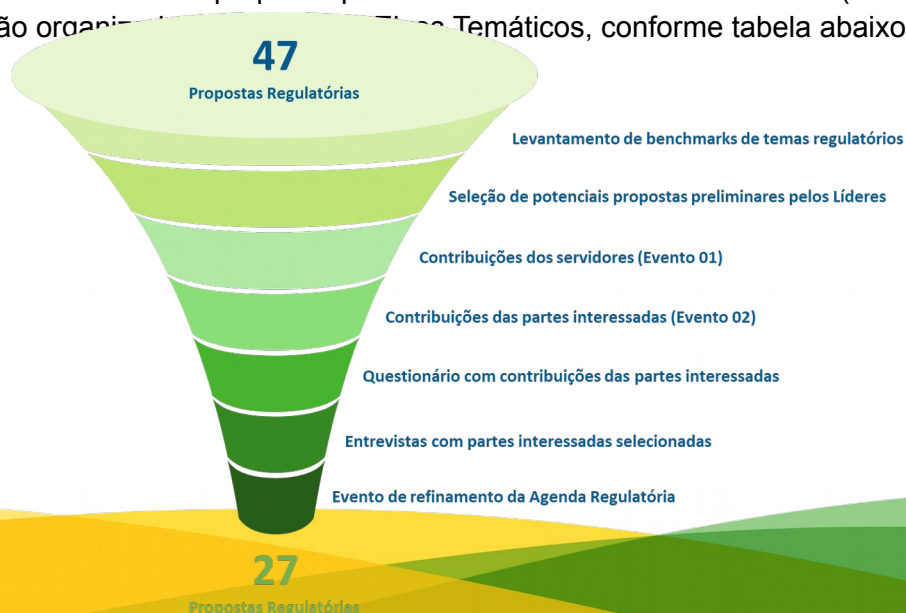 ão Temáticos, conforme tabela abaixo
47
Propostas Regulatórias
Levantamento de benchmarks de temas regulatórios
Seleção de potenciais propostas preliminares pelos Líderes
Contribuições dos servidores (Evento 01)
Contribuições das partes interessadas (Evento 02)
Questionário com contribuições das partes interessadas
Entrevistas com partes interessadas selecionadas
Evento de refinamento da Agenda Regulatória
27
Propostas Regulatórias